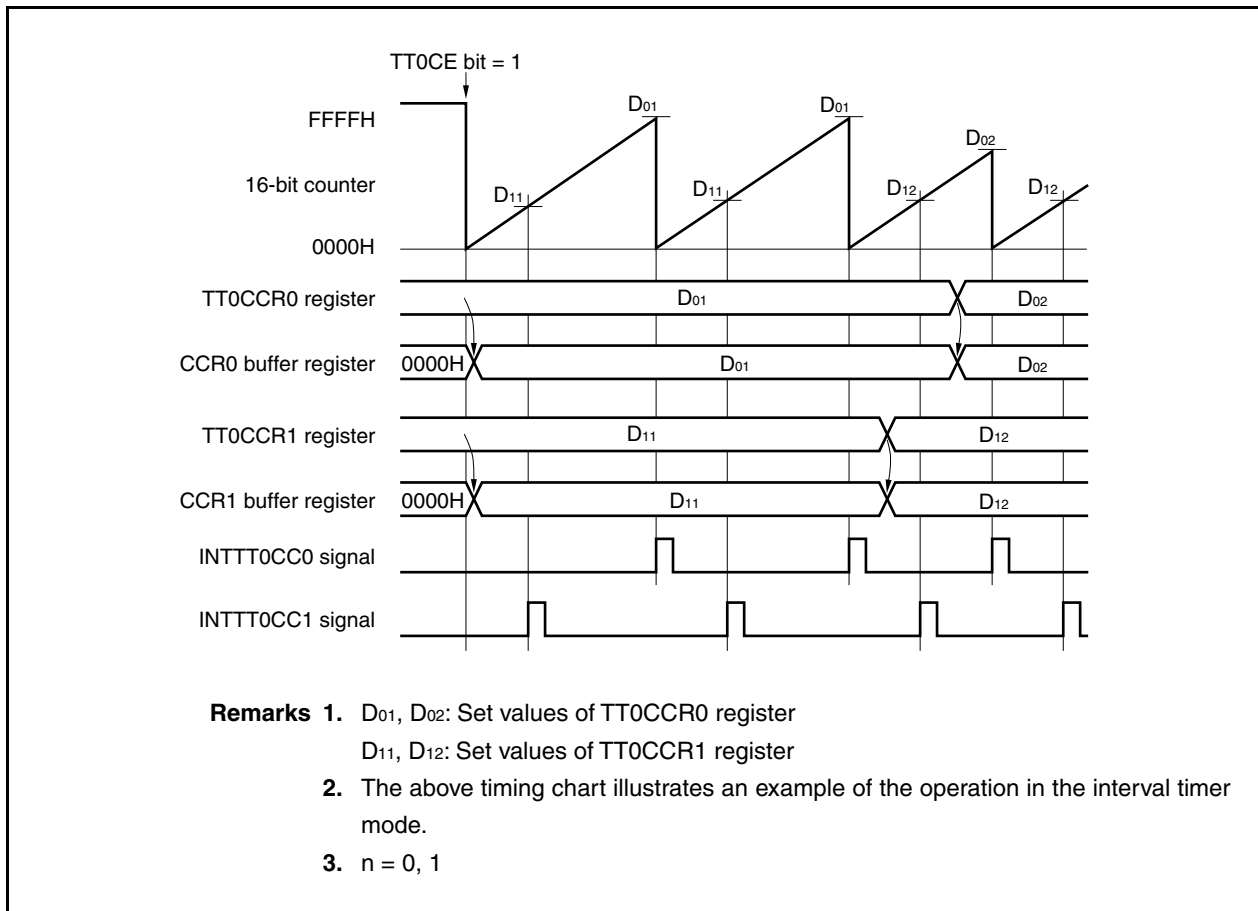 TT0CE bit = 1
D01 D01
FFFFH
D02
16-bit counter
D11 D11 D12 D12
0000H
TT0CCR0 register D01 D02
CCR0 buffer register 0000H D01 D02
TT0CCR1 register D11 D12
CCR1 buffer register 0000H D11 D12
INTTT0CC0 signal
INTTT0CC1 signal
Remarks 1. D01, D02: Set values of TT0CCR0 register
D11, D12: Set values of TT0CCR1 register
2. The above timing chart illustrates an example of the operation in the interval timer
mode.
3. n = 0, 1